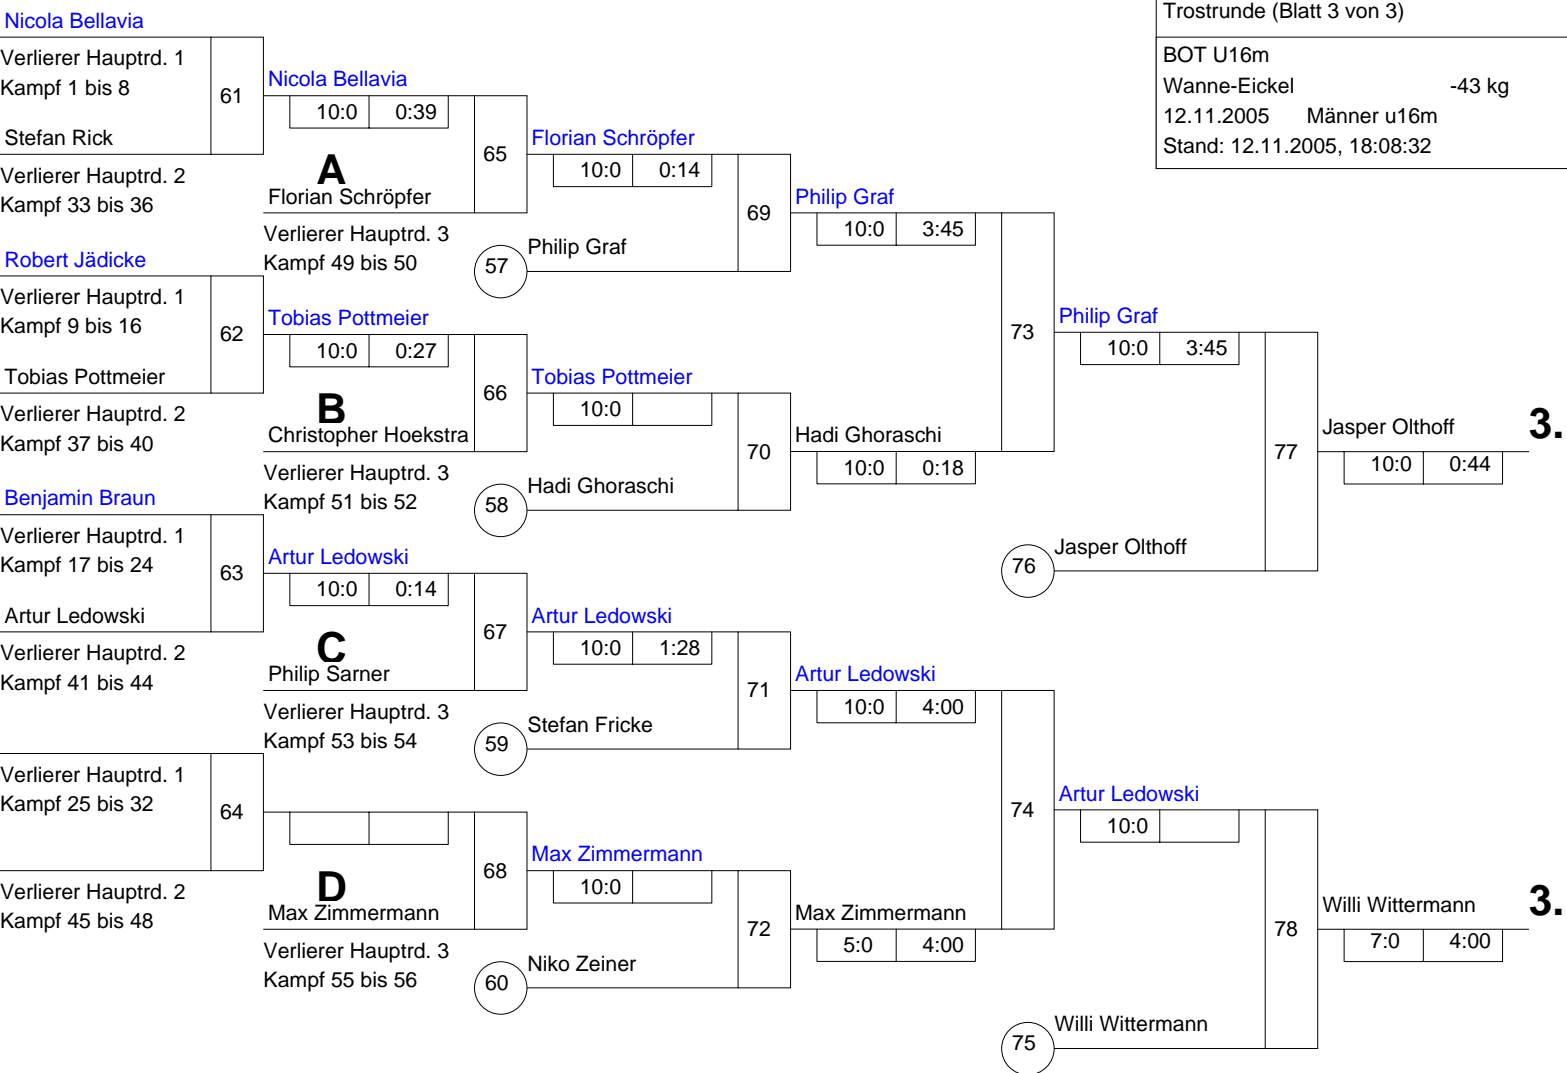 Trostrunde (Blatt 3 von 3)
BOT U16m
Wanne-Eickel -43 kg
12.11.2005 Männer u16m
Stand: 12.11.2005, 18:08:32
Nicola Bellavia
Verlierer Hauptrd. 1
Kampf 1 bis 8
61
Stefan Rick
Verlierer Hauptrd. 2
Kampf 33 bis 36
Robert Jädicke
Verlierer Hauptrd. 1
Kampf 9 bis 16
62
Tobias Pottmeier
Verlierer Hauptrd. 2
Kampf 37 bis 40
Benjamin Braun
Verlierer Hauptrd. 1
Kampf 17 bis 24
63
Artur Ledowski
Verlierer Hauptrd. 2
Kampf 41 bis 44
Verlierer Hauptrd. 1
Kampf 25 bis 32
64
Verlierer Hauptrd. 2
Kampf 45 bis 48
Nicola Bellavia
10:0 0:39
65
A
Florian Schröpfer
Verlierer Hauptrd. 3
Kampf 49 bis 50
Tobias Pottmeier
10:0 0:27
66
B
Christopher Hoekstra
Verlierer Hauptrd. 3
Kampf 51 bis 52
Artur Ledowski
10:0 0:14
67
C
Philip Sarner
Verlierer Hauptrd. 3
Kampf 53 bis 54
68
D
Max Zimmermann
Verlierer Hauptrd. 3
Kampf 55 bis 56
Florian Schröpfer
10:0 0:14
69
57 Philip Graf
Tobias Pottmeier
10:0
70
58 Hadi Ghoraschi
Artur Ledowski
10:0 1:28
71
59 Stefan Fricke
Max Zimmermann
10:0
72
60 Niko Zeiner
Philip Graf
10:0 3:45
73
Hadi Ghoraschi
10:0 0:18
Artur Ledowski
10:0 4:00
74
Max Zimmermann
5:0 4:00
Philip Graf
10:0 3:45
77
76 Jasper Olthoff
Artur Ledowski
10:0
78
75 Willi Wittermann
Jasper Olthoff 3.
10:0 0:44
Willi Wittermann 3.
7:0 4:00